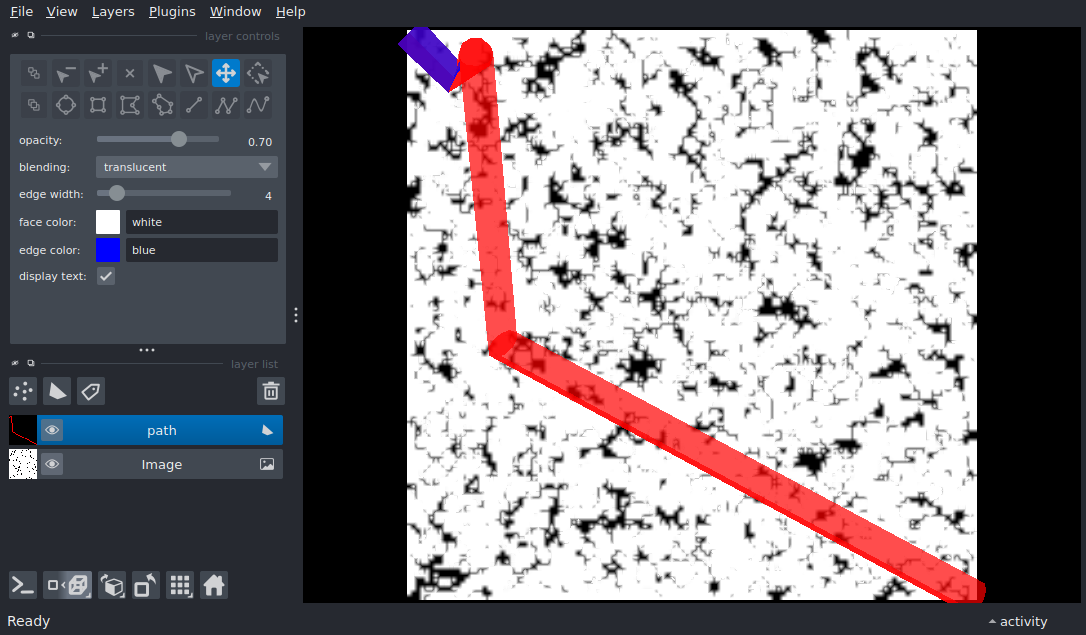 File View Layers Plugins Window Help
layer controls
opacity: 0.70
blending: translucent
edge width: 4
face color: white
edge color: blue
display text:
layer list
path
Image
Ready
activity